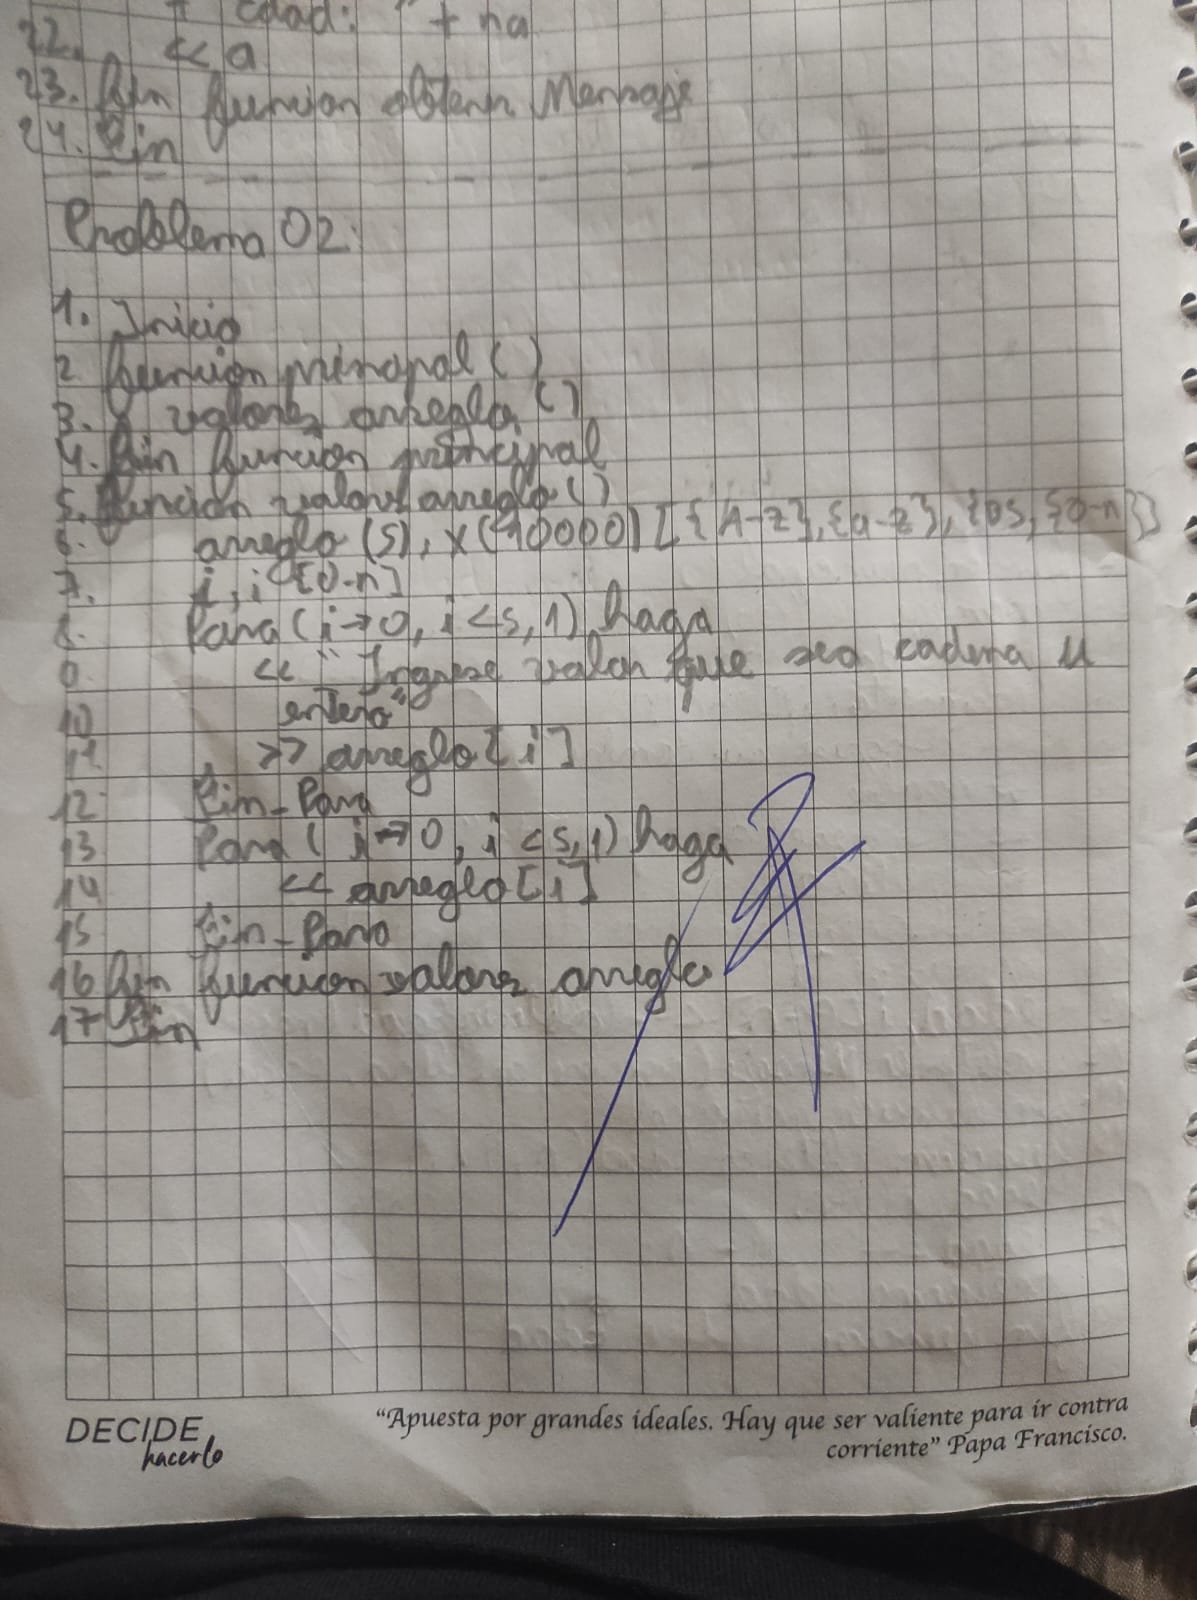 edad: " + na
22. << a
23. Fin funcion obtener Mensaje
24. Fin
Problema 02:
1. Inicio
2 funcion principal ( )
3. valores arreglo ( )
4. Fin funcion principal
5. funcion valores arreglo ( )
6. arreglo (5), x (10000) [ {A-z}, {a-z},
7. i, i [0-n]
8. Para (i→0, i<5, 1) haga
9. << "Ingrese valor que sea cadena u
10 entero"
11 >> arreglo [ i ]
12 Fin-Para
13 Para ( i→0, i <5, 1) haga
14 << arreglo [ i ]
15 Fin-Para
16 Fin funcion valores arreglo
17 Fin
DECIDE
hacerlo
"Apuesta por grandes ideales. Hay que ser valiente para ir contra
corriente" Papa Francisco.